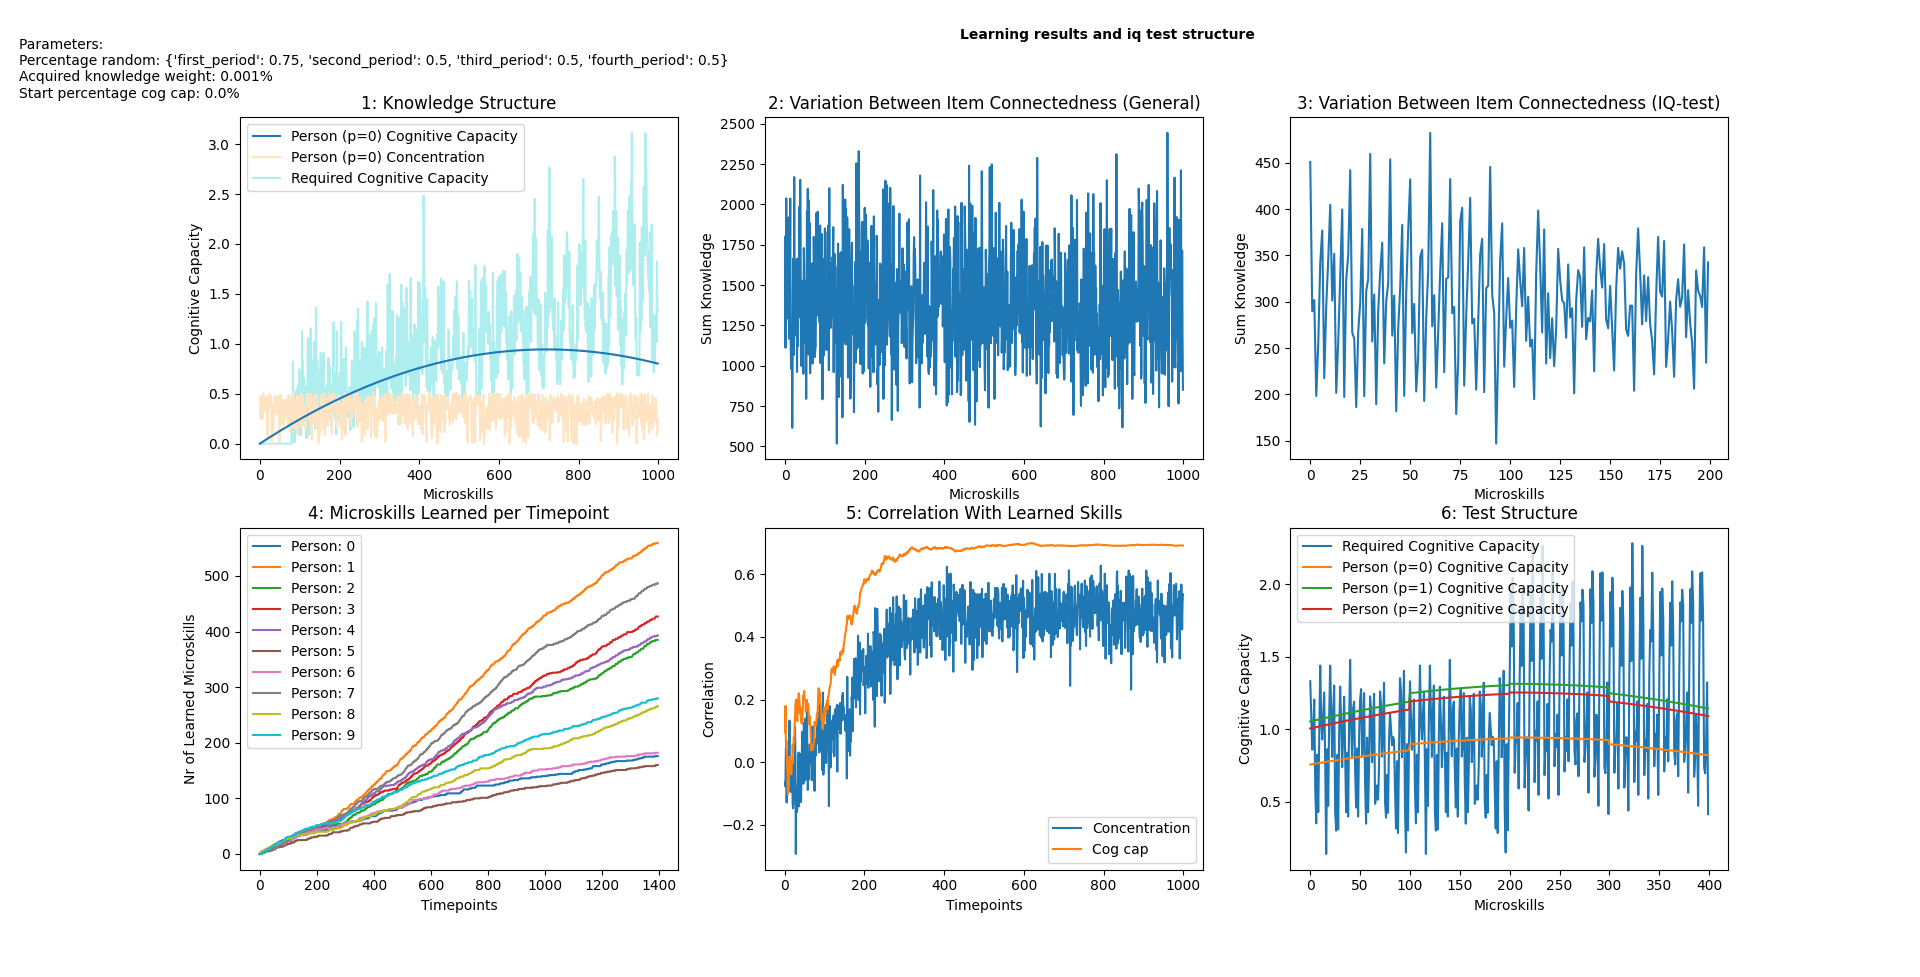 Learning results and iq test structure
Parameters:
Percentage random: {'first_period': 0.75, 'second_period': 0.5, 'third_period': 0.5, 'fourth_period': 0.5}
Acquired knowledge weight: 0.001%
Start percentage cog cap: 0.0%
1: Knowledge Structure
Person (p=0) Cognitive Capacity
Person (p=0) Concentration
Required Cognitive Capacity
3.0
2.5
2.0
1.5
1.0
0.5
0.0
Cognitive Capacity
0 200 400 600 800 1000
Microskills
2: Variation Between Item Connectedness (General)
2500
2250
2000
1750
1500
1250
1000
750
500
Sum Knowledge
0 200 400 600 800 1000
Microskills
3: Variation Between Item Connectedness (IQ-test)
450
400
350
300
250
200
150
Sum Knowledge
0 25 50 75 100 125 150 175 200
Microskills
4: Microskills Learned per Timepoint
Person: 0
Person: 1
Person: 2
Person: 3
Person: 4
Person: 5
Person: 6
Person: 7
Person: 8
Person: 9
500
400
300
200
100
0
Nr of Learned Microskills
0 200 400 600 800 1000 1200 1400
Timepoints
5: Correlation With Learned Skills
0.6
0.4
0.2
0.0
−0.2
Correlation
Concentration
Cog cap
0 200 400 600 800 1000
Timepoints
6: Test Structure
Required Cognitive Capacity
Person (p=0) Cognitive Capacity
Person (p=1) Cognitive Capacity
Person (p=2) Cognitive Capacity
2.0
1.5
1.0
0.5
Cognitive Capacity
0 50 100 150 200 250 300 350 400
Microskills